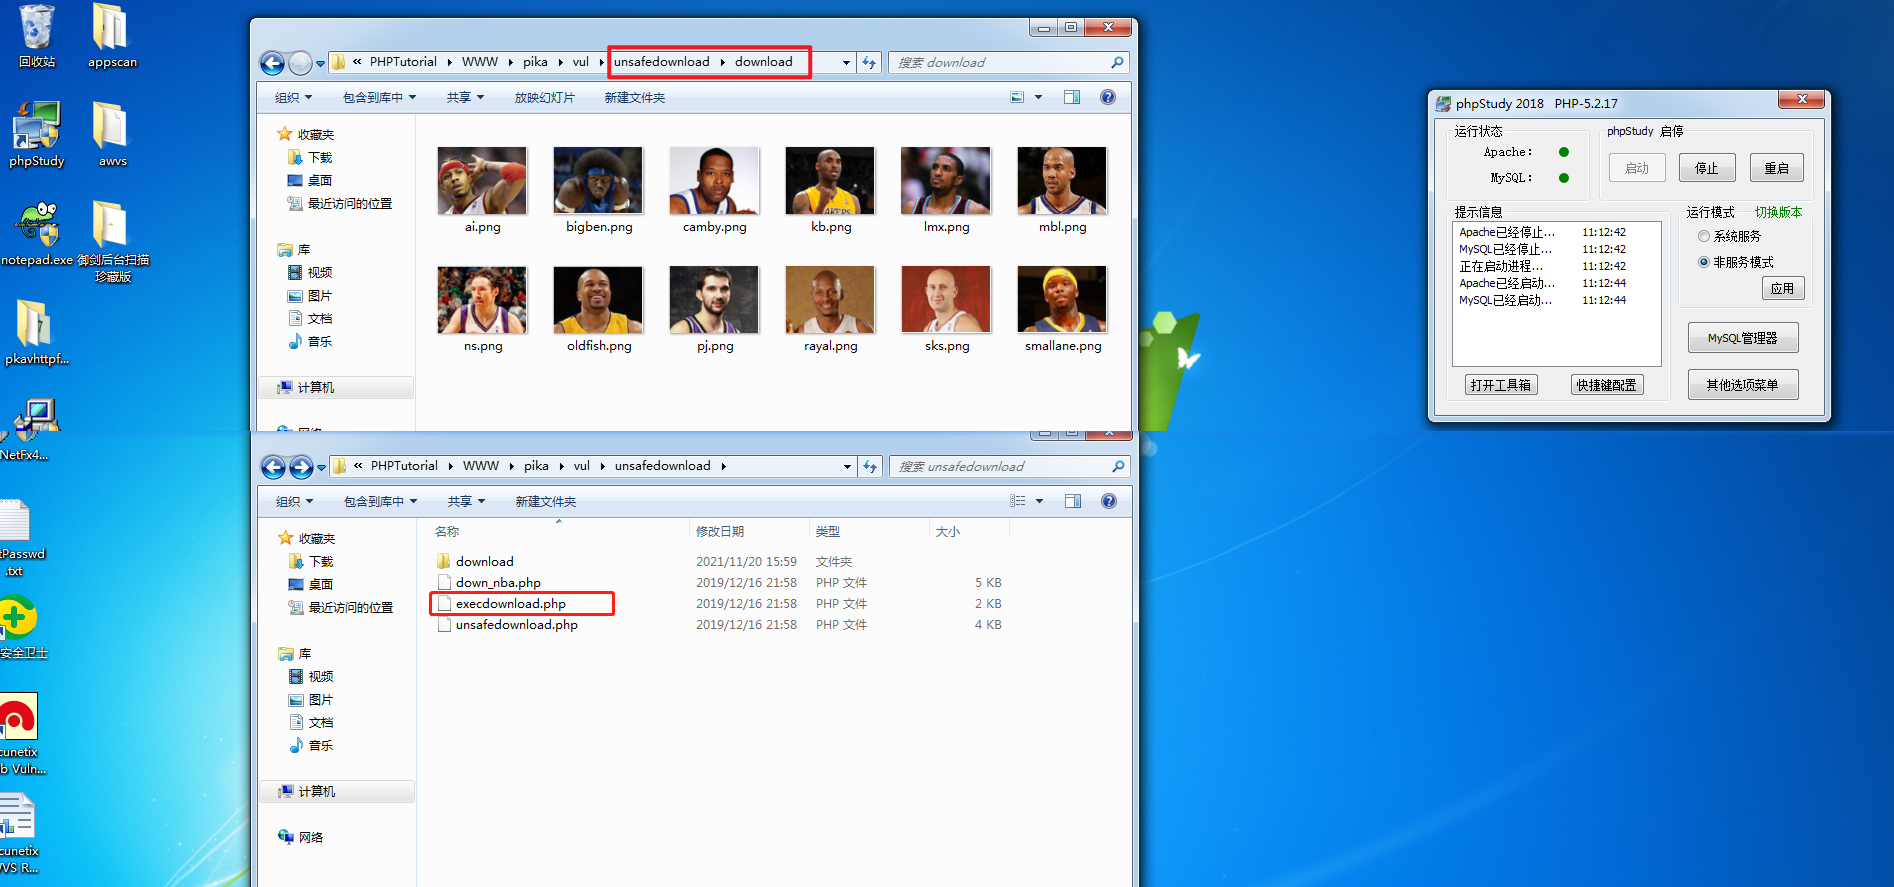 回收站
appscan
phpStudy
awvs
notepad.exe
御剑后台扫描
珍藏版
pkavhttpf...
NetFx4...
tPasswd
.txt
安全卫士
cunetix
b Vuln...
cunetix
VS R...
« PHPTutorial ▸ WWW ▸ pika ▸ vul ▸ unsafedownload ▸ download
搜索 download
组织 包含到库中 共享 放映幻灯片 新建文件夹
收藏夹
下载
桌面
最近访问的位置
库
视频
图片
文档
音乐
计算机
网络
ai.png bigben.png camby.png kb.png lmx.png mbl.png
ns.png oldfish.png pj.png rayal.png sks.png smallane.png
« PHPTutorial ▸ WWW ▸ pika ▸ vul ▸ unsafedownload ▸
搜索 unsafedownload
组织 包含到库中 共享 新建文件夹
收藏夹
下载
桌面
最近访问的位置
库
视频
图片
文档
音乐
计算机
网络
名称 修改日期 类型 大小
download 2021/11/20 15:59 文件夹
down_nba.php 2019/12/16 21:58 PHP 文件 5 KB
execdownload.php 2019/12/16 21:58 PHP 文件 2 KB
unsafedownload.php 2019/12/16 21:58 PHP 文件 4 KB
phpStudy 2018 PHP-5.2.17
运行状态
Apache:
MySQL:
phpStudy 启停
启动 停止 重启
提示信息
Apache已经停止... 11:12:42
MySQL已经停止... 11:12:42
正在启动进程... 11:12:42
Apache已经启动... 11:12:44
MySQL已经启动... 11:12:44
打开工具箱 快捷键配置
运行模式 切换版本
系统服务
非服务模式
应用
MySQL管理器
其他选项菜单